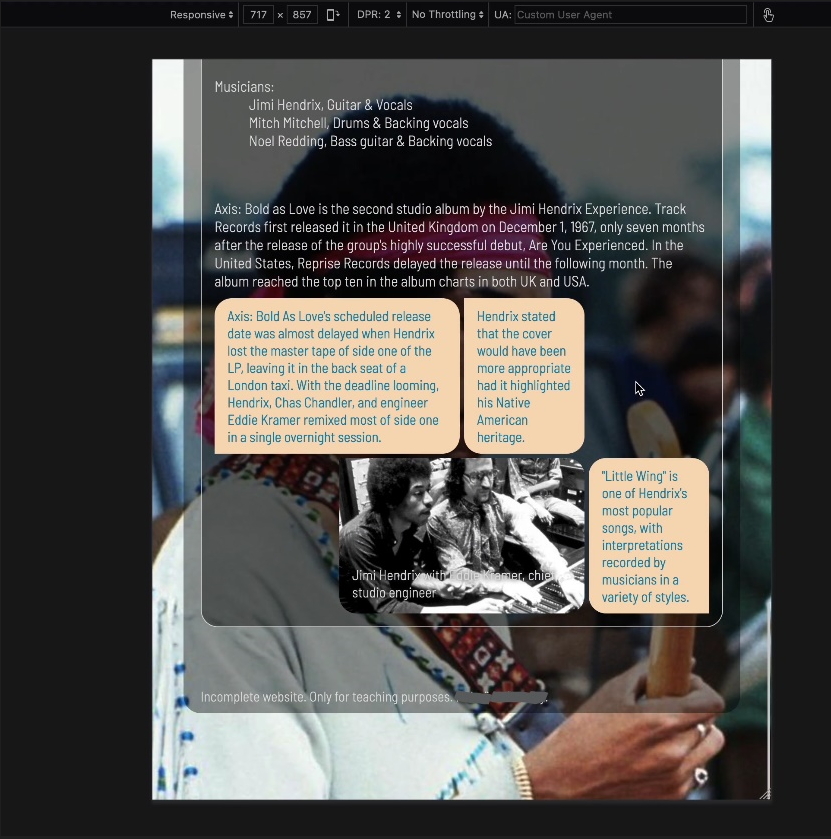 Responsive 717 × 857 DPR: 2 No Throttling UA: Custom User Agent
Musicians:
Jimi Hendrix, Guitar & Vocals
Mitch Mitchell, Drums & Backing vocals
Noel Redding, Bass guitar & Backing vocals
Axis: Bold as Love is the second studio album by the Jimi Hendrix Experience. Track
Records first released it in the United Kingdom on December 1, 1967, only seven months
after the release of the group's highly successful debut, Are You Experienced. In the
United States, Reprise Records delayed the release until the following month. The
album reached the top ten in the album charts in both UK and USA.
Axis: Bold As Love's scheduled release
date was almost delayed when Hendrix
lost the master tape of side one of the
LP, leaving it in the back seat of a
London taxi. With the deadline looming,
Hendrix, Chas Chandler, and engineer
Eddie Kramer remixed most of side one
in a single overnight session.
Hendrix stated
that the cover
would have been
more appropriate
had it highlighted
his Native
American
heritage.
Jimi Hendrix with Eddie Kramer, chief
studio engineer
"Little Wing" is
one of Hendrix's
most popular
songs, with
interpretations
recorded by
musicians in a
variety of styles.
Incomplete website. Only for teaching purposes.